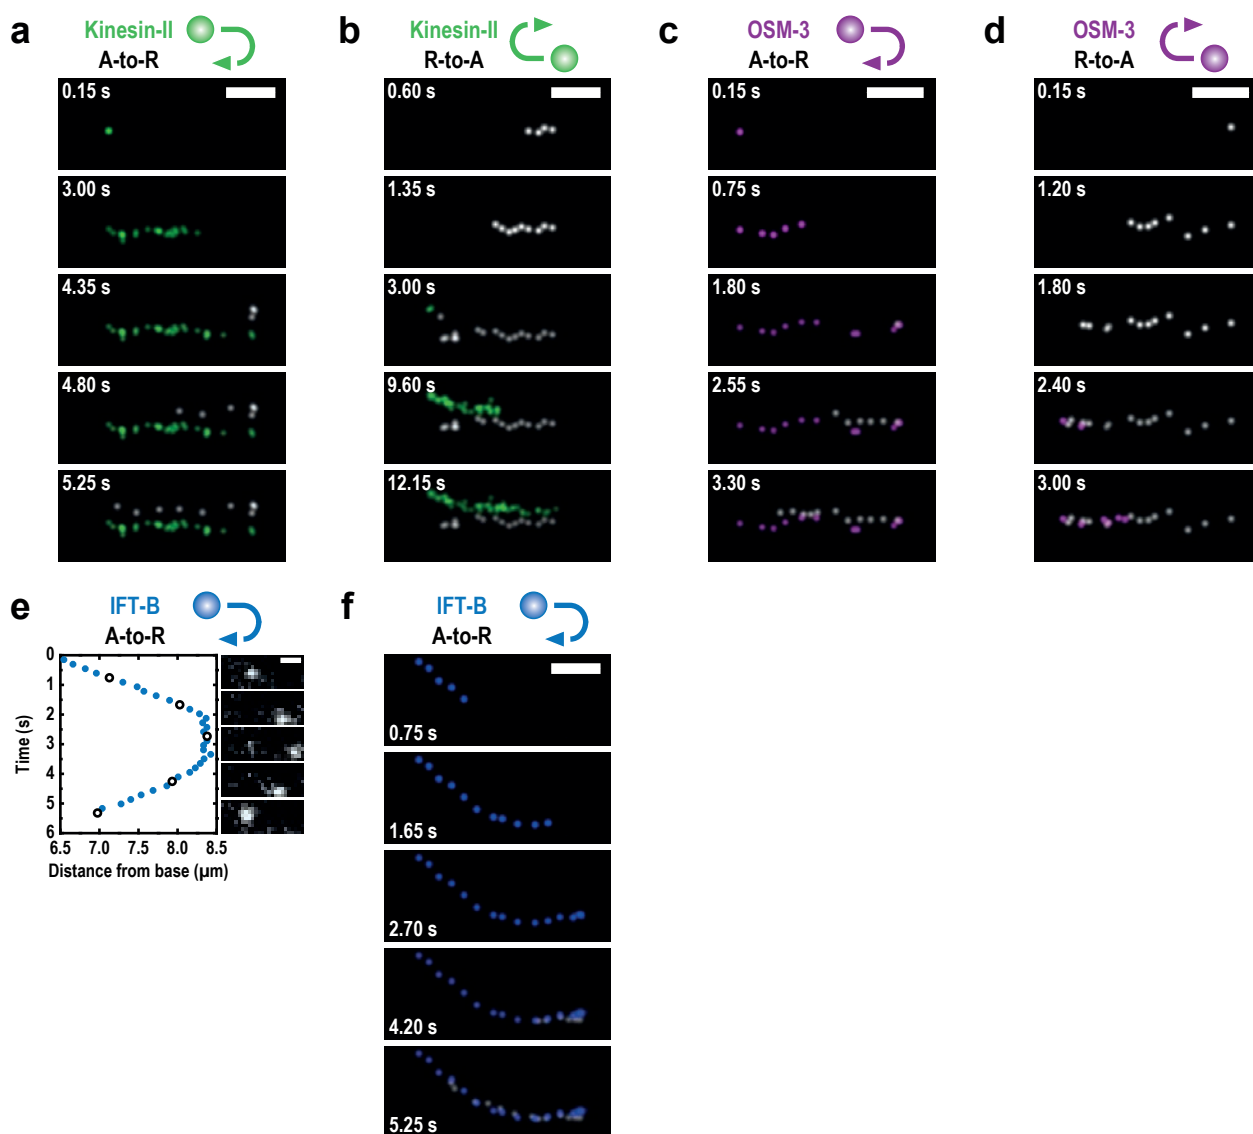 a
Kinesin-II
A-to-R
0.15 s
3.00 s
4.35 s
4.80 s
5.25 s
b
Kinesin-II
R-to-A
0.60 s
1.35 s
3.00 s
9.60 s
12.15 s
c
OSM-3
A-to-R
0.15 s
0.75 s
1.80 s
2.55 s
3.30 s
d
OSM-3
R-to-A
0.15 s
1.20 s
1.80 s
2.40 s
3.00 s
e
IFT-B
A-to-R
Time (s)
0
1
2
3
4
5
6
6.5 7.0 7.5 8.0 8.5
Distance from base (µm)
f
IFT-B
A-to-R
0.75 s
1.65 s
2.70 s
4.20 s
5.25 s